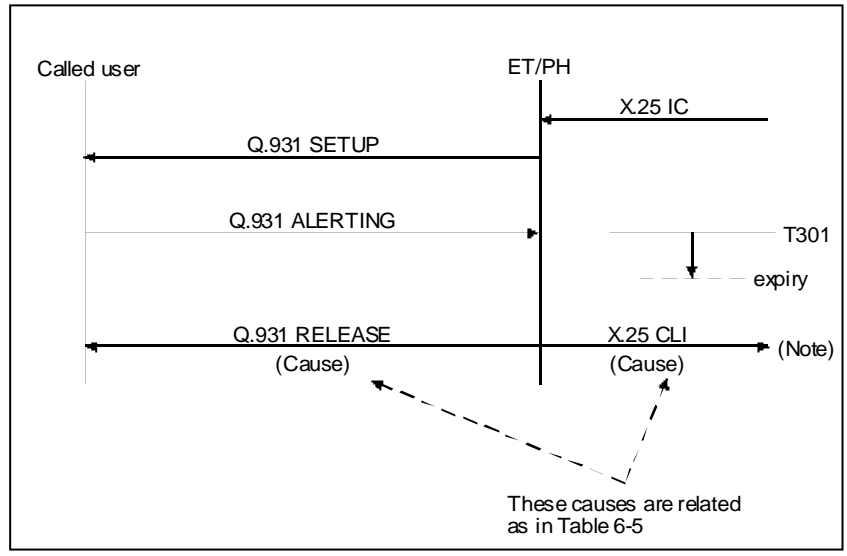 Called user
ET/PH
X.25 IC
Q.931 SETUP
Q.931 ALERTING
T301
expiry
Q.931 RELEASE
(Cause)
X.25 CLI
(Cause)
(Note)
These causes are related
as in Table 6-5